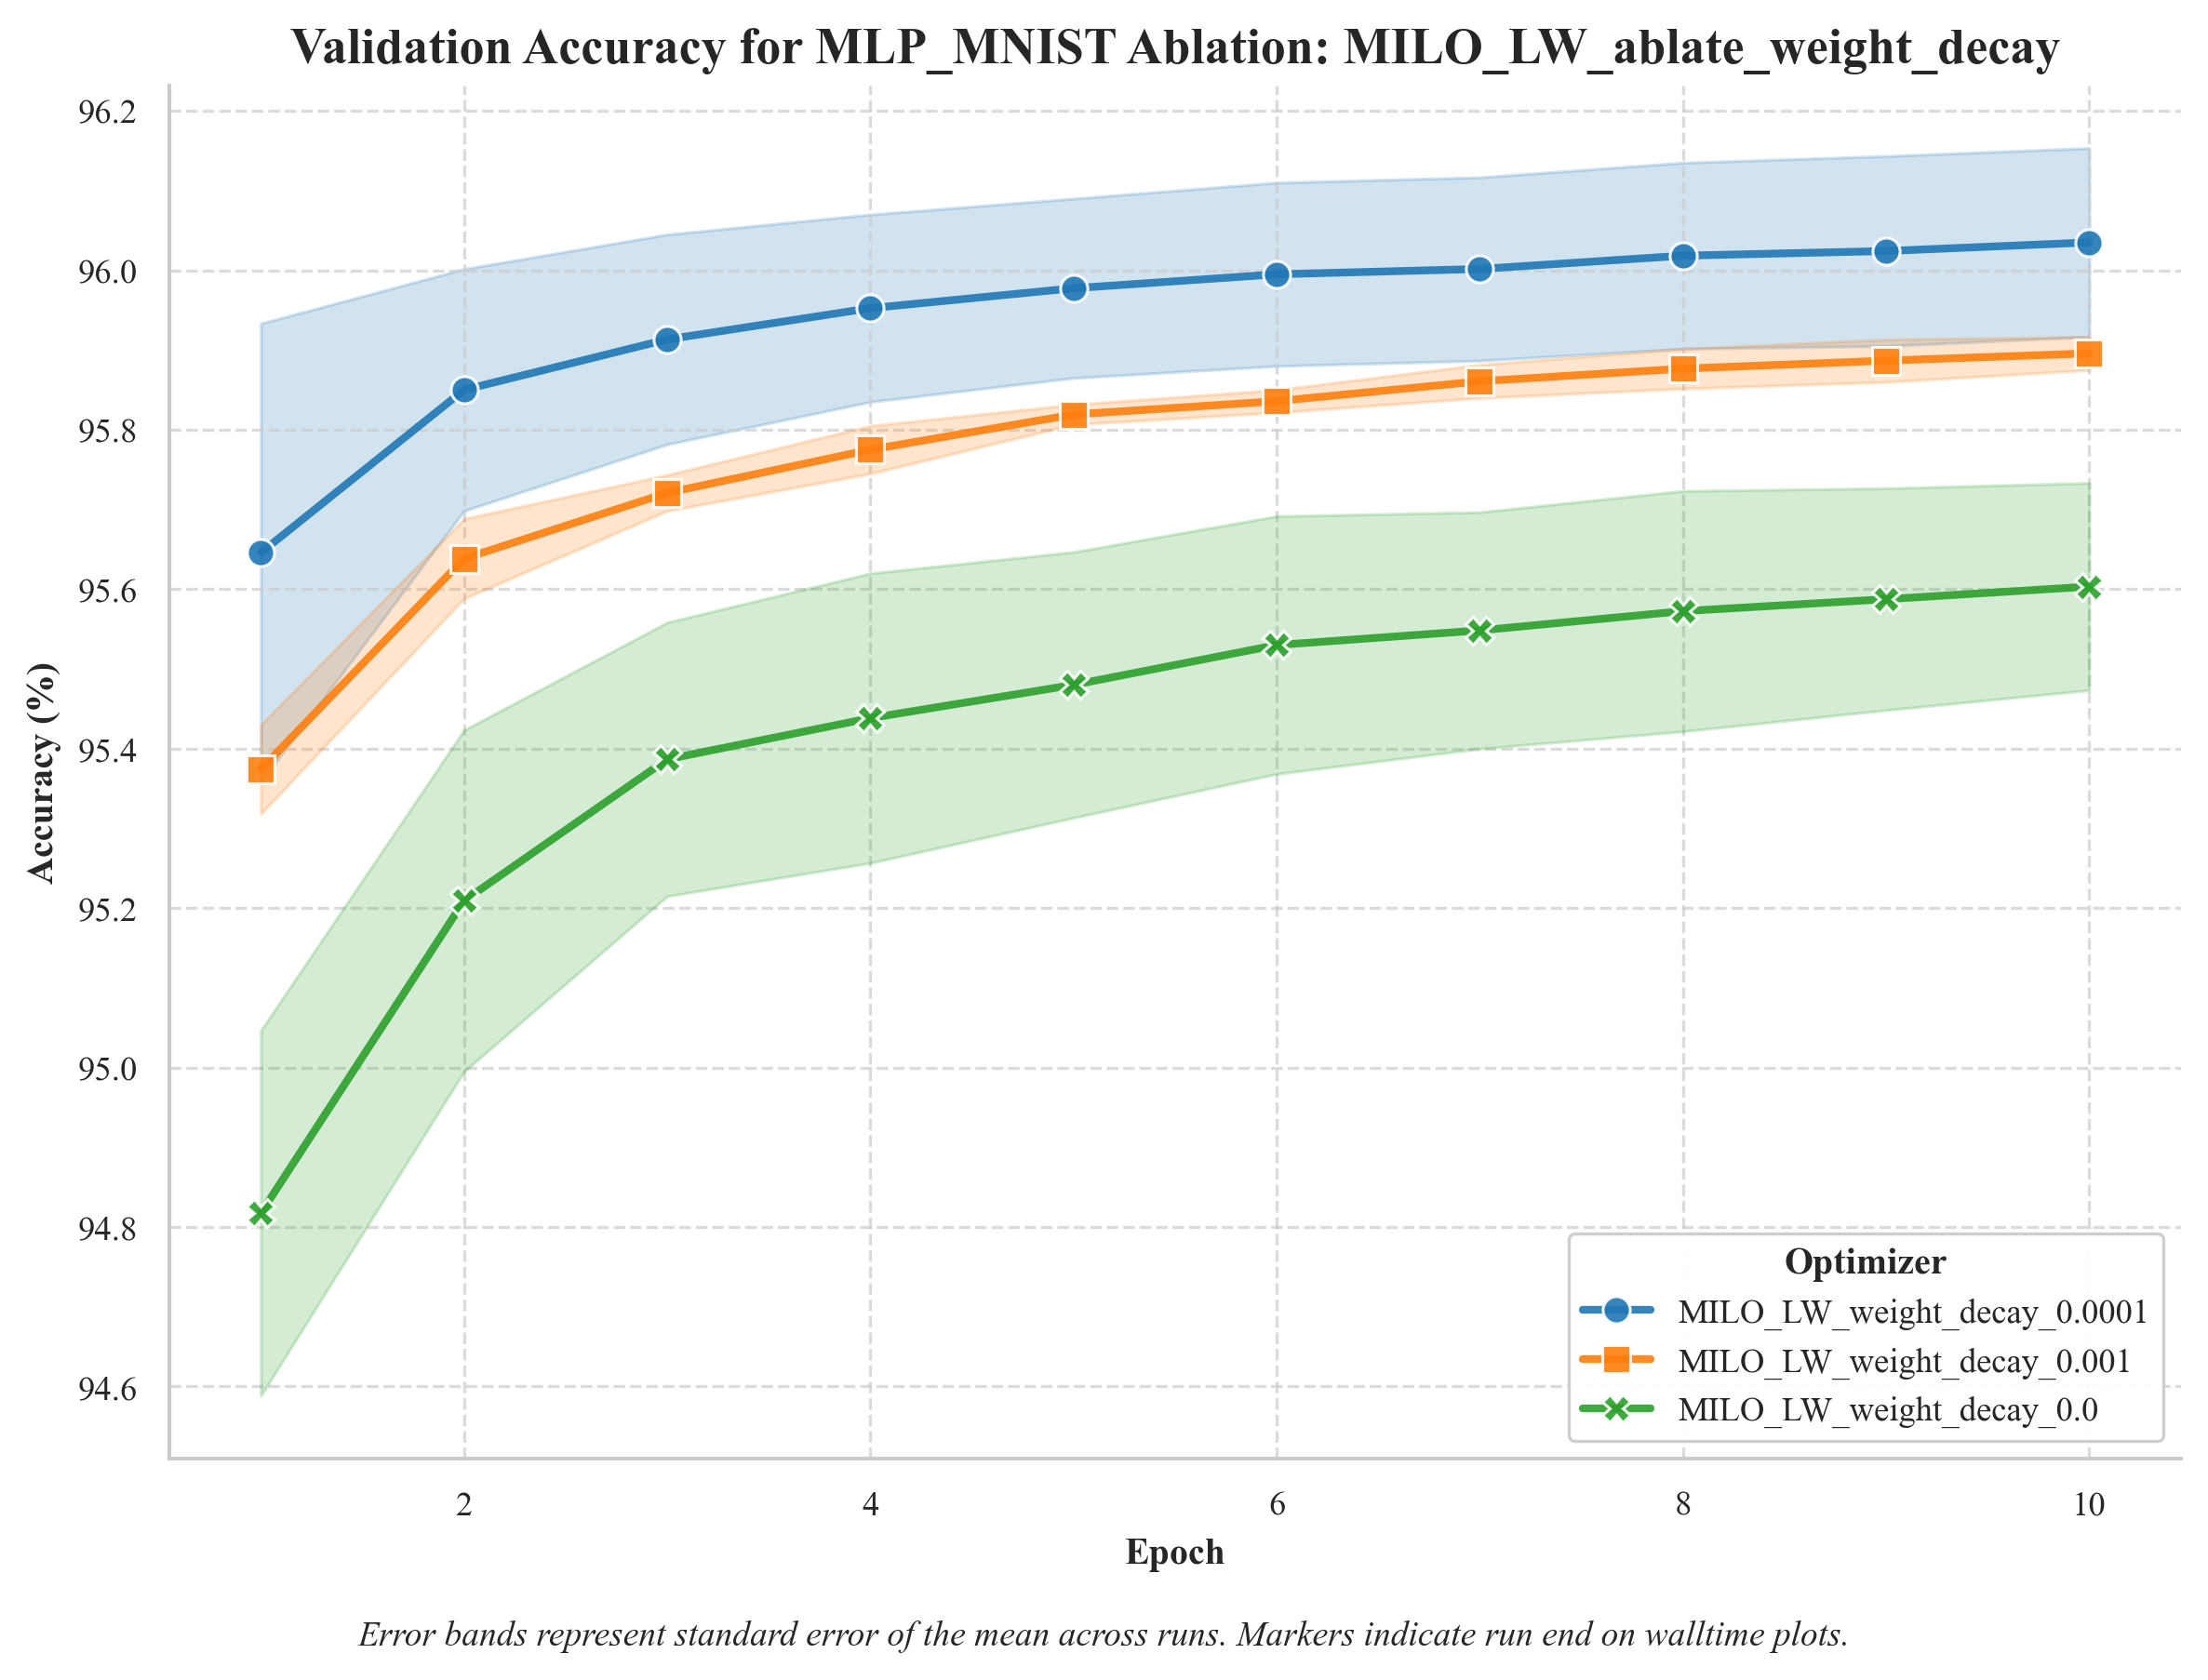 Validation Accuracy for MLP_MNIST Ablation: MILO_LW_ablate_weight_decay
96.2
96.0
95.8
95.6
95.4
95.2
95.0
94.8
94.6
Accuracy (%)
Optimizer
MILO_LW_weight_decay_0.0001
MILO_LW_weight_decay_0.001
MILO_LW_weight_decay_0.0
2 4 6 8 10
Epoch
Error bands represent standard error of the mean across runs. Markers indicate run end on walltime plots.